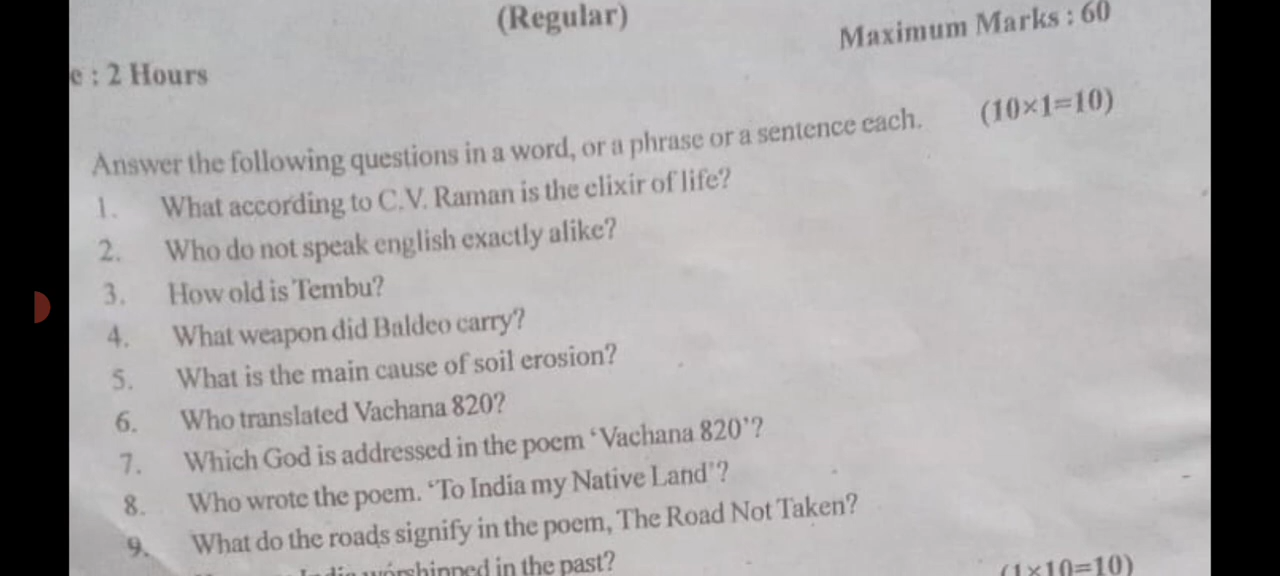 (Regular)
Maximum Marks : 60
e : 2 Hours
Answer the following questions in a word, or a phrase or a sentence each. (10×1=10)
1. What according to C.V. Raman is the elixir of life?
2. Who do not speak english exactly alike?
3. How old is Tembu?
4. What weapon did Baldeo carry?
5. What is the main cause of soil erosion?
6. Who translated Vachana 820?
7. Which God is addressed in the poem ‘Vachana 820’?
8. Who wrote the poem. ‘To India my Native Land’?
9. What do the roads signify in the poem, The Road Not Taken?
India worshipped in the past?
(1×10=10)